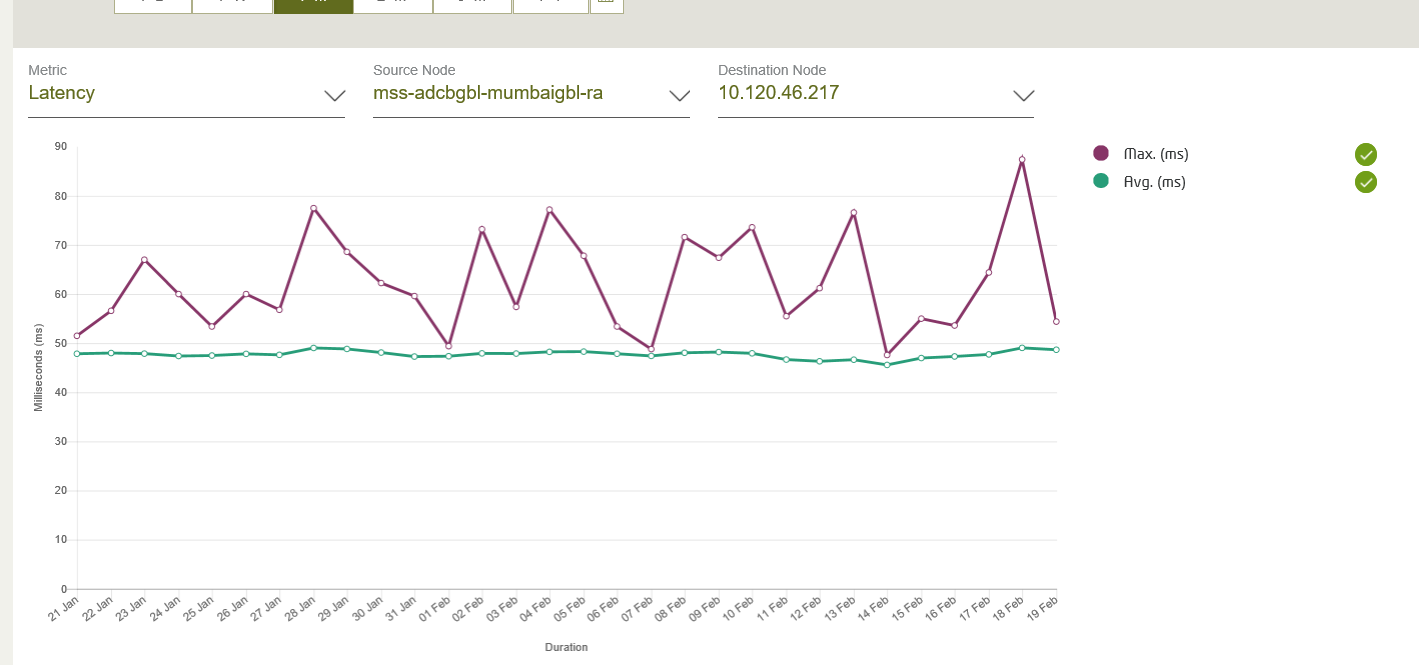 Metric
Latency
Source Node
mss-adcbgbl-mumbaigbl-ra
Destination Node
10.120.46.217
90
80
70
60
50
40
30
20
10
0
Milliseconds (ms)
21 Jan
22 Jan
23 Jan
24 Jan
25 Jan
26 Jan
27 Jan
28 Jan
29 Jan
30 Jan
31 Jan
01 Feb
02 Feb
03 Feb
04 Feb
05 Feb
06 Feb
07 Feb
08 Feb
09 Feb
10 Feb
11 Feb
12 Feb
13 Feb
14 Feb
15 Feb
16 Feb
17 Feb
18 Feb
19 Feb
Duration
Max. (ms)
Avg. (ms)